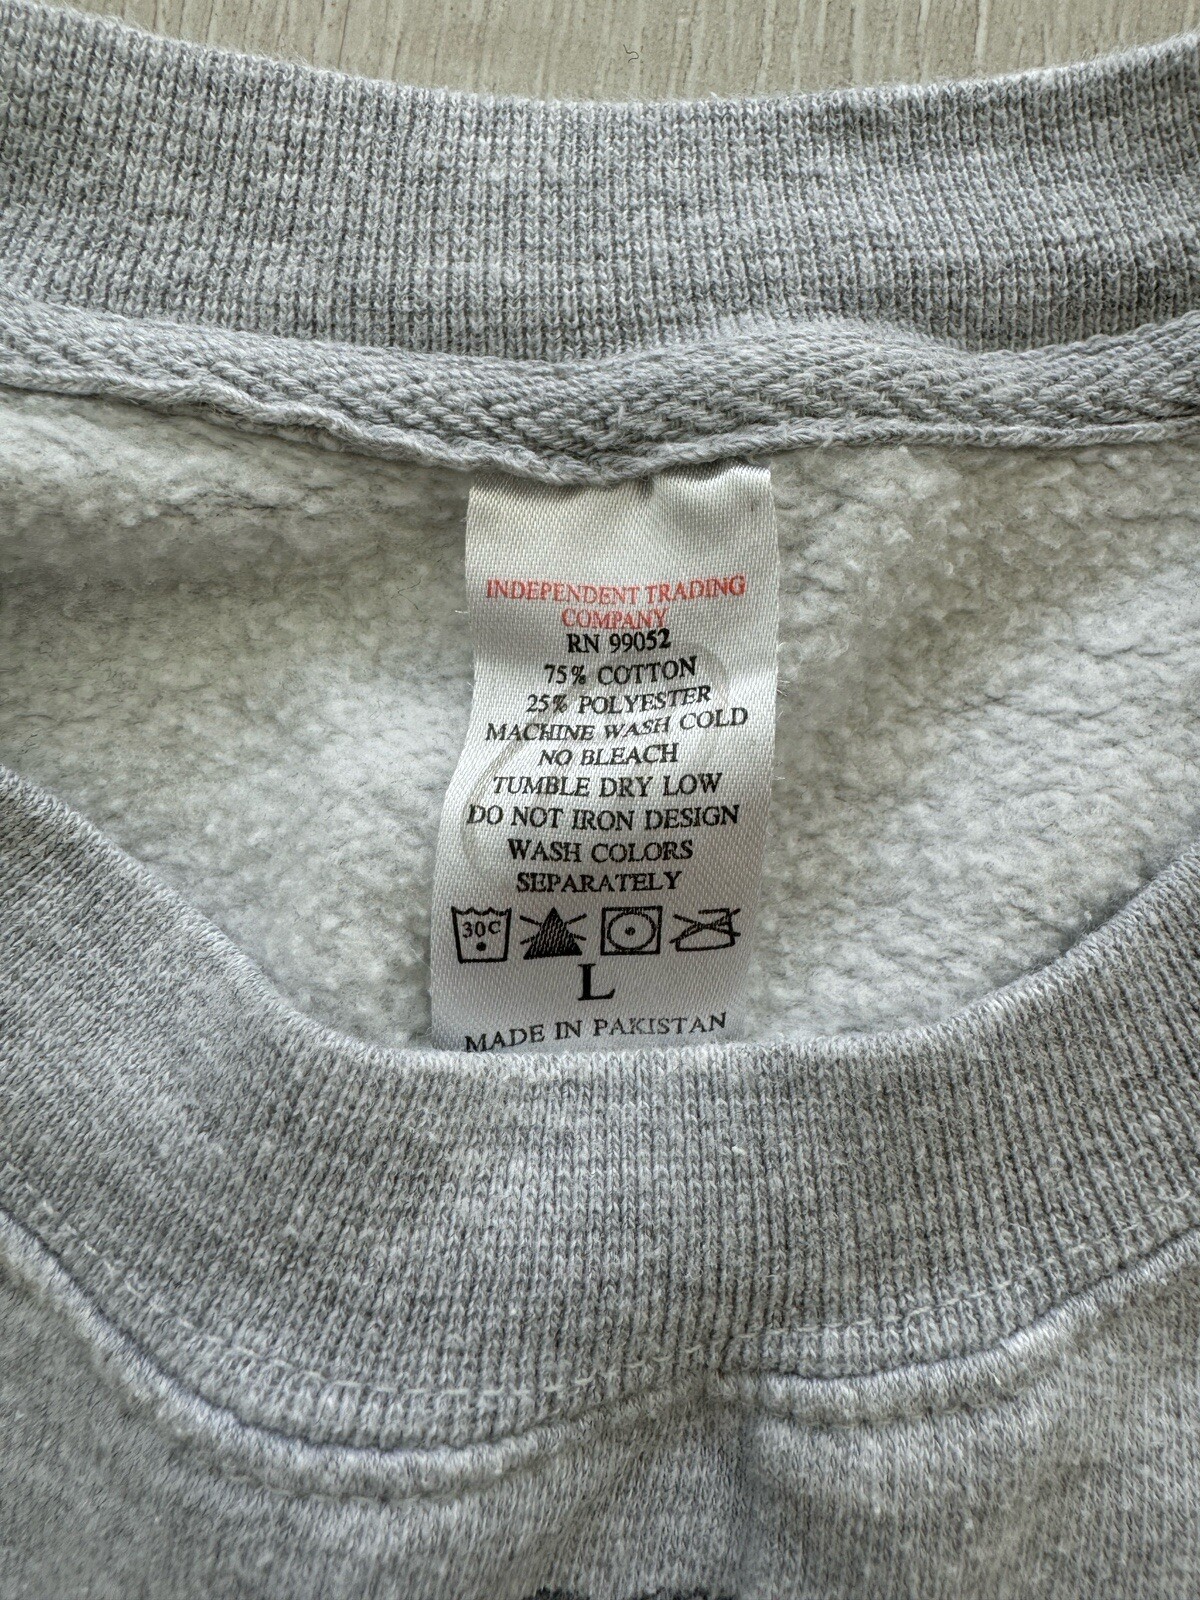 INDEPENDENT TRADING
COMPANY
RN 99052
75% COTTON
25% POLYESTER
MACHINE WASH COLD
NO BLEACH
TUMBLE DRY LOW
DO NOT IRON DESIGN
WASH COLORS
SEPARATELY
30C
L
MADE IN PAKISTAN